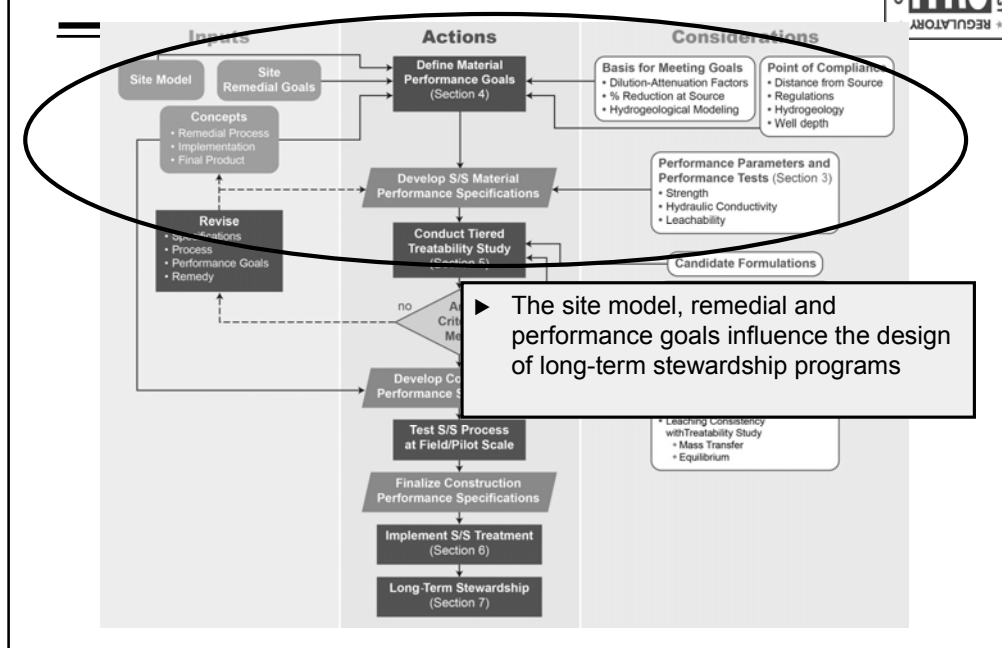 REGULATORY
Inputs
Actions
Considerations
Site Model
Site
Remedial Goals
Concepts
• Remedial Process
• Implementation
• Final Product
Define Material
Performance Goals
(Section 4)
Basis for Meeting Goals
• Dilution-Attenuation Factors
• % Reduction at Source
• Hydrogeological Modeling
Point of Compliance
• Distance from Source
• Regulations
• Hydrogeology
• Well depth
Develop S/S Material
Performance Specifications
Performance Parameters and
Performance Tests (Section 3)
• Strength
• Hydraulic Conductivity
• Leachability
Revise
• Specifications
• Process
• Performance Goals
• Remedy
Conduct Tiered
Treatability Study
(Section 5)
Candidate Formulations
no
▶ The site model, remedial and
performance goals influence the design
of long-term stewardship programs
Develop
Performance
• Leaching Consistency
withTreatability Study
• Mass Transfer
• Equilibrium
Test S/S Process
at Field/Pilot Scale
Finalize Construction
Performance Specifications
Implement S/S Treatment
(Section 6)
Long-Term Stewardship
(Section 7)